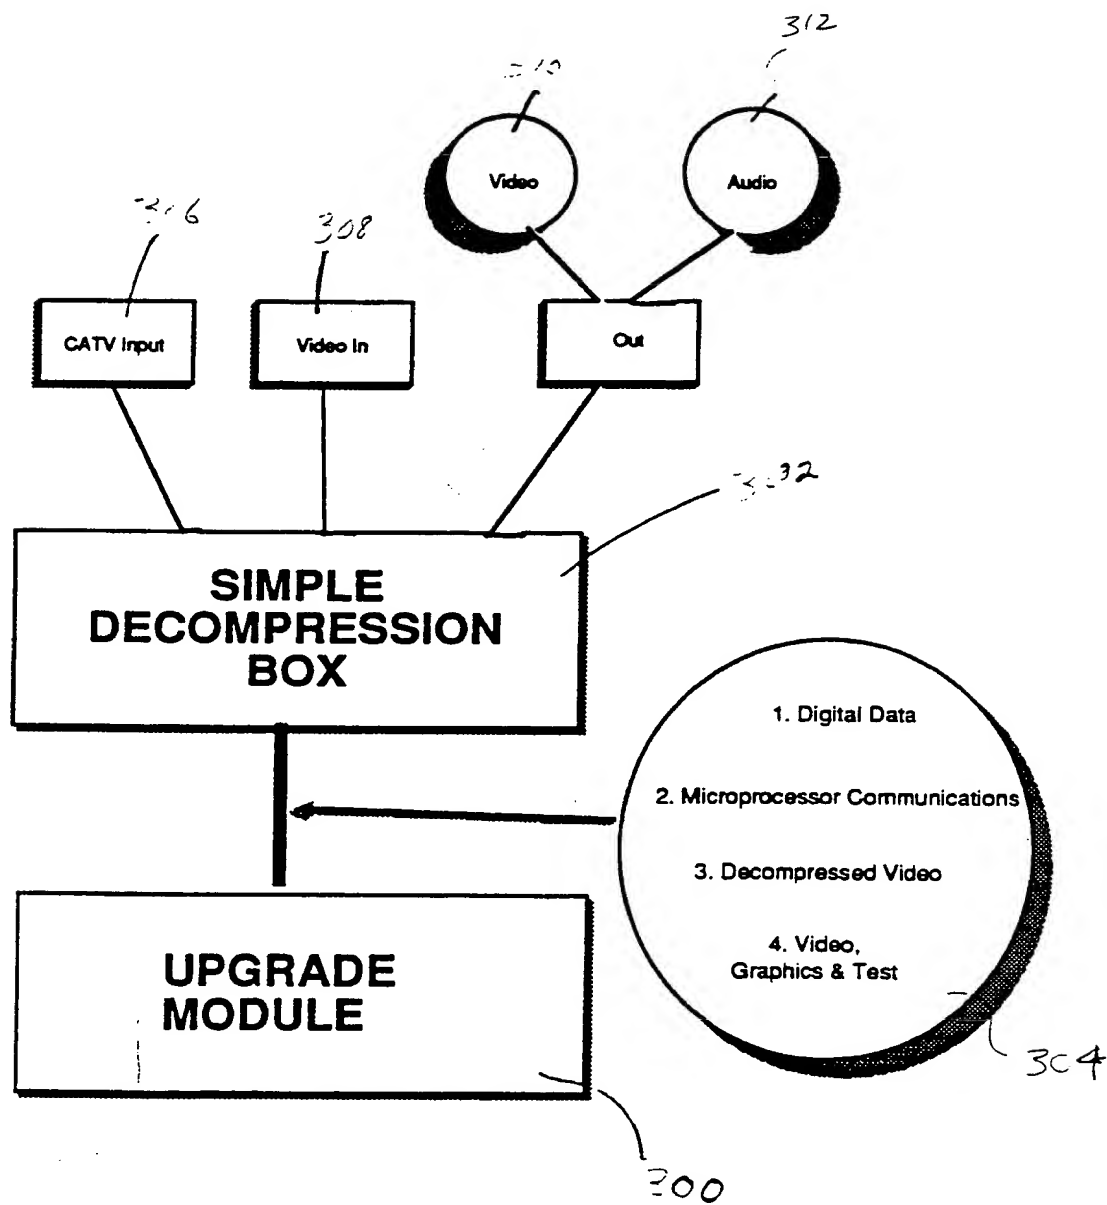 312
Video
Audio
308
CATV Input
Video In
Out
SIMPLE
DECOMPRESSION
BOX
1. Digital Data
2. Microprocessor Communications
3. Decompressed Video
4. Video,
Graphics & Test
UPGRADE
MODULE
304
300